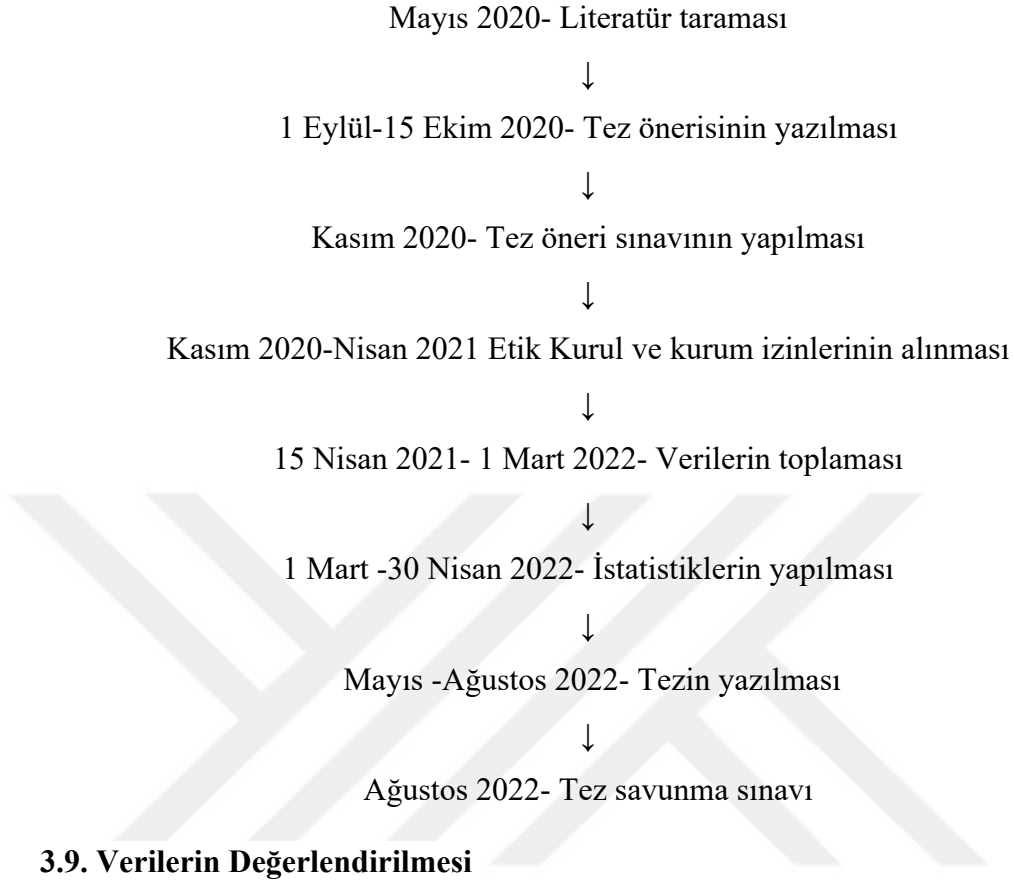 Mayıs 2020- Literatür taraması
↓
1 Eylül-15 Ekim 2020- Tez önerisinin yazılması
↓
Kasım 2020- Tez öneri sınavının yapılması
↓
Kasım 2020-Nisan 2021 Etik Kurul ve kurum izinlerinin alınması
↓
15 Nisan 2021- 1 Mart 2022- Verilerin toplaması
↓
1 Mart -30 Nisan 2022- İstatistiklerin yapılması
↓
Mayıs -Ağustos 2022- Tezin yazılması
↓
Ağustos 2022- Tez savunma sınavı
3.9. Verilerin Değerlendirilmesi